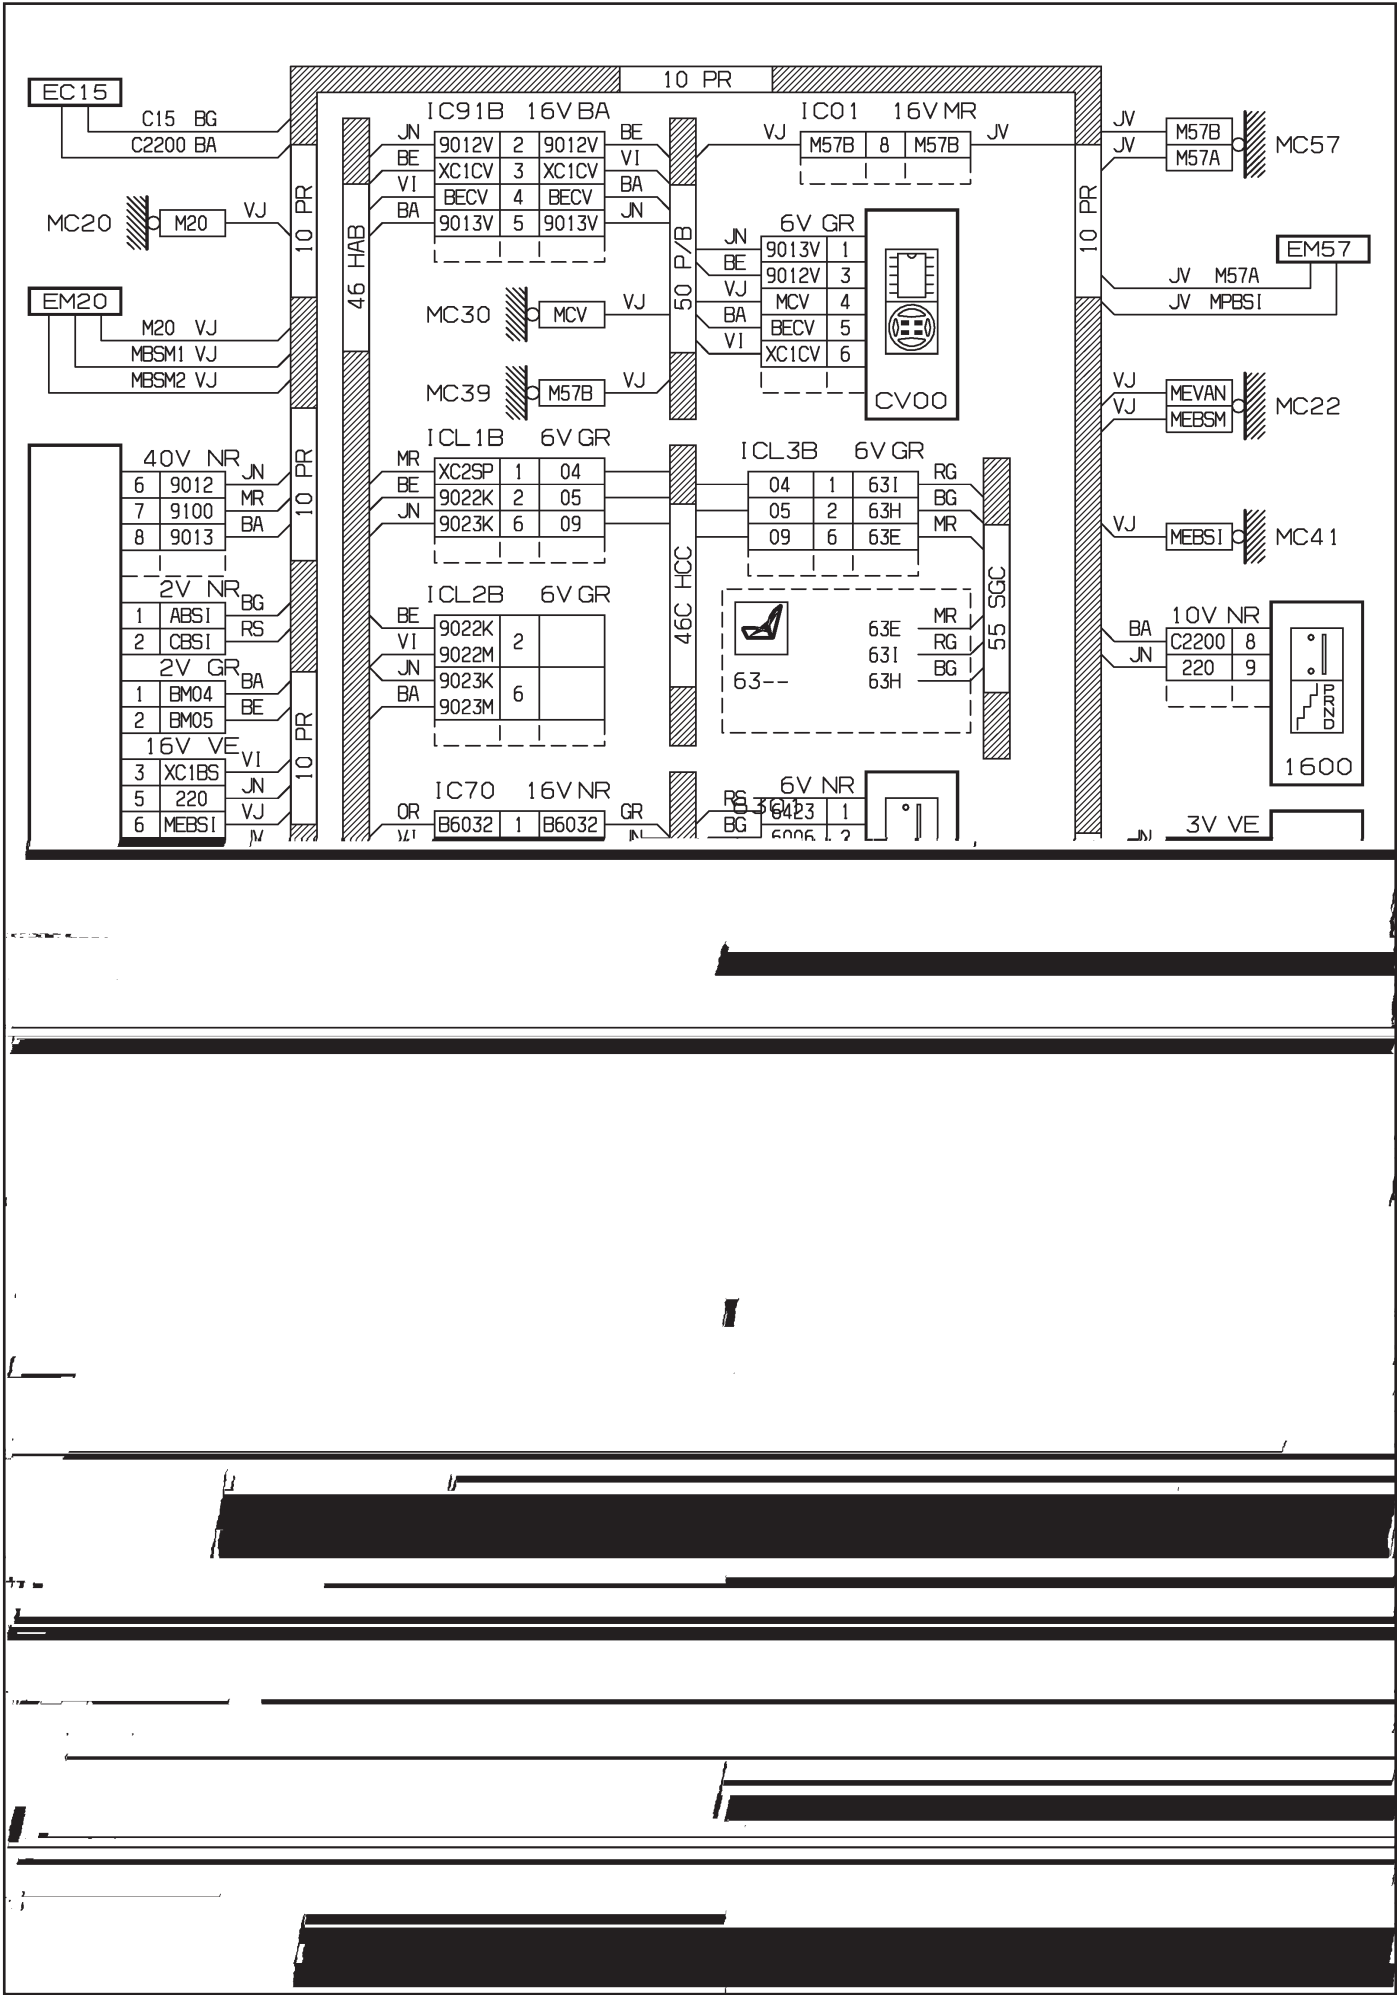 10 PR
EC15
C15 BG
C2200 BA
MC20
M20
VJ
10 PR
EM20
M20 VJ
MBSM1 VJ
MBSM2 VJ
40V NR
6 9012 JN
7 9100 MR
8 9013 BA
10 PR
2V NR
1 ABSI BG
2 CBSI RS
2V GR
1 BM04 BA
2 BM05 BE
16V VE
3 XC1BS VI
5 220 JN
6 MEBSI VJ
10 PR
46 HAB
IC91B 16V BA
JN 9012V 2 9012V BE
BE XC1CV 3 XC1CV VI
VI BECV 4 BECV BA
BA 9013V 5 9013V JN
MC30
MCV
VJ
MC39
M57B
VJ
50 P/B
IC01 16V MR
VJ M57B 8 M57B JV
6V GR
JN 9013V 1
BE 9012V 3
VJ MCV 4
BA BECV 5
VI XC1CV 6
CV00
ICL1B 6V GR
MR XC2SP 1 04
BE 9022K 2 05
JN 9023K 6 09
ICL2B 6V GR
BE 9022K
VI 9022M
2
JN 9023K
BA 9023M
6
46C HCC
ICL3B 6V GR
04 1 63I RG
05 2 63H BG
09 6 63E MR
55 SGC
63E MR
63I RG
63H BG
63--
IC70 16V NR
OR B6032 1 B6032 GR
6V NR
RS 6423 1
6301
BG
10 PR
JV M57B
JV M57A
MC57
EM57
JV M57A
JV MPBSI
VJ MEVAN
VJ MEBSM
MC22
VJ MEBSI
MC41
10V NR
BA C2200 8
JN 220 9
PRND
1600
3V VE